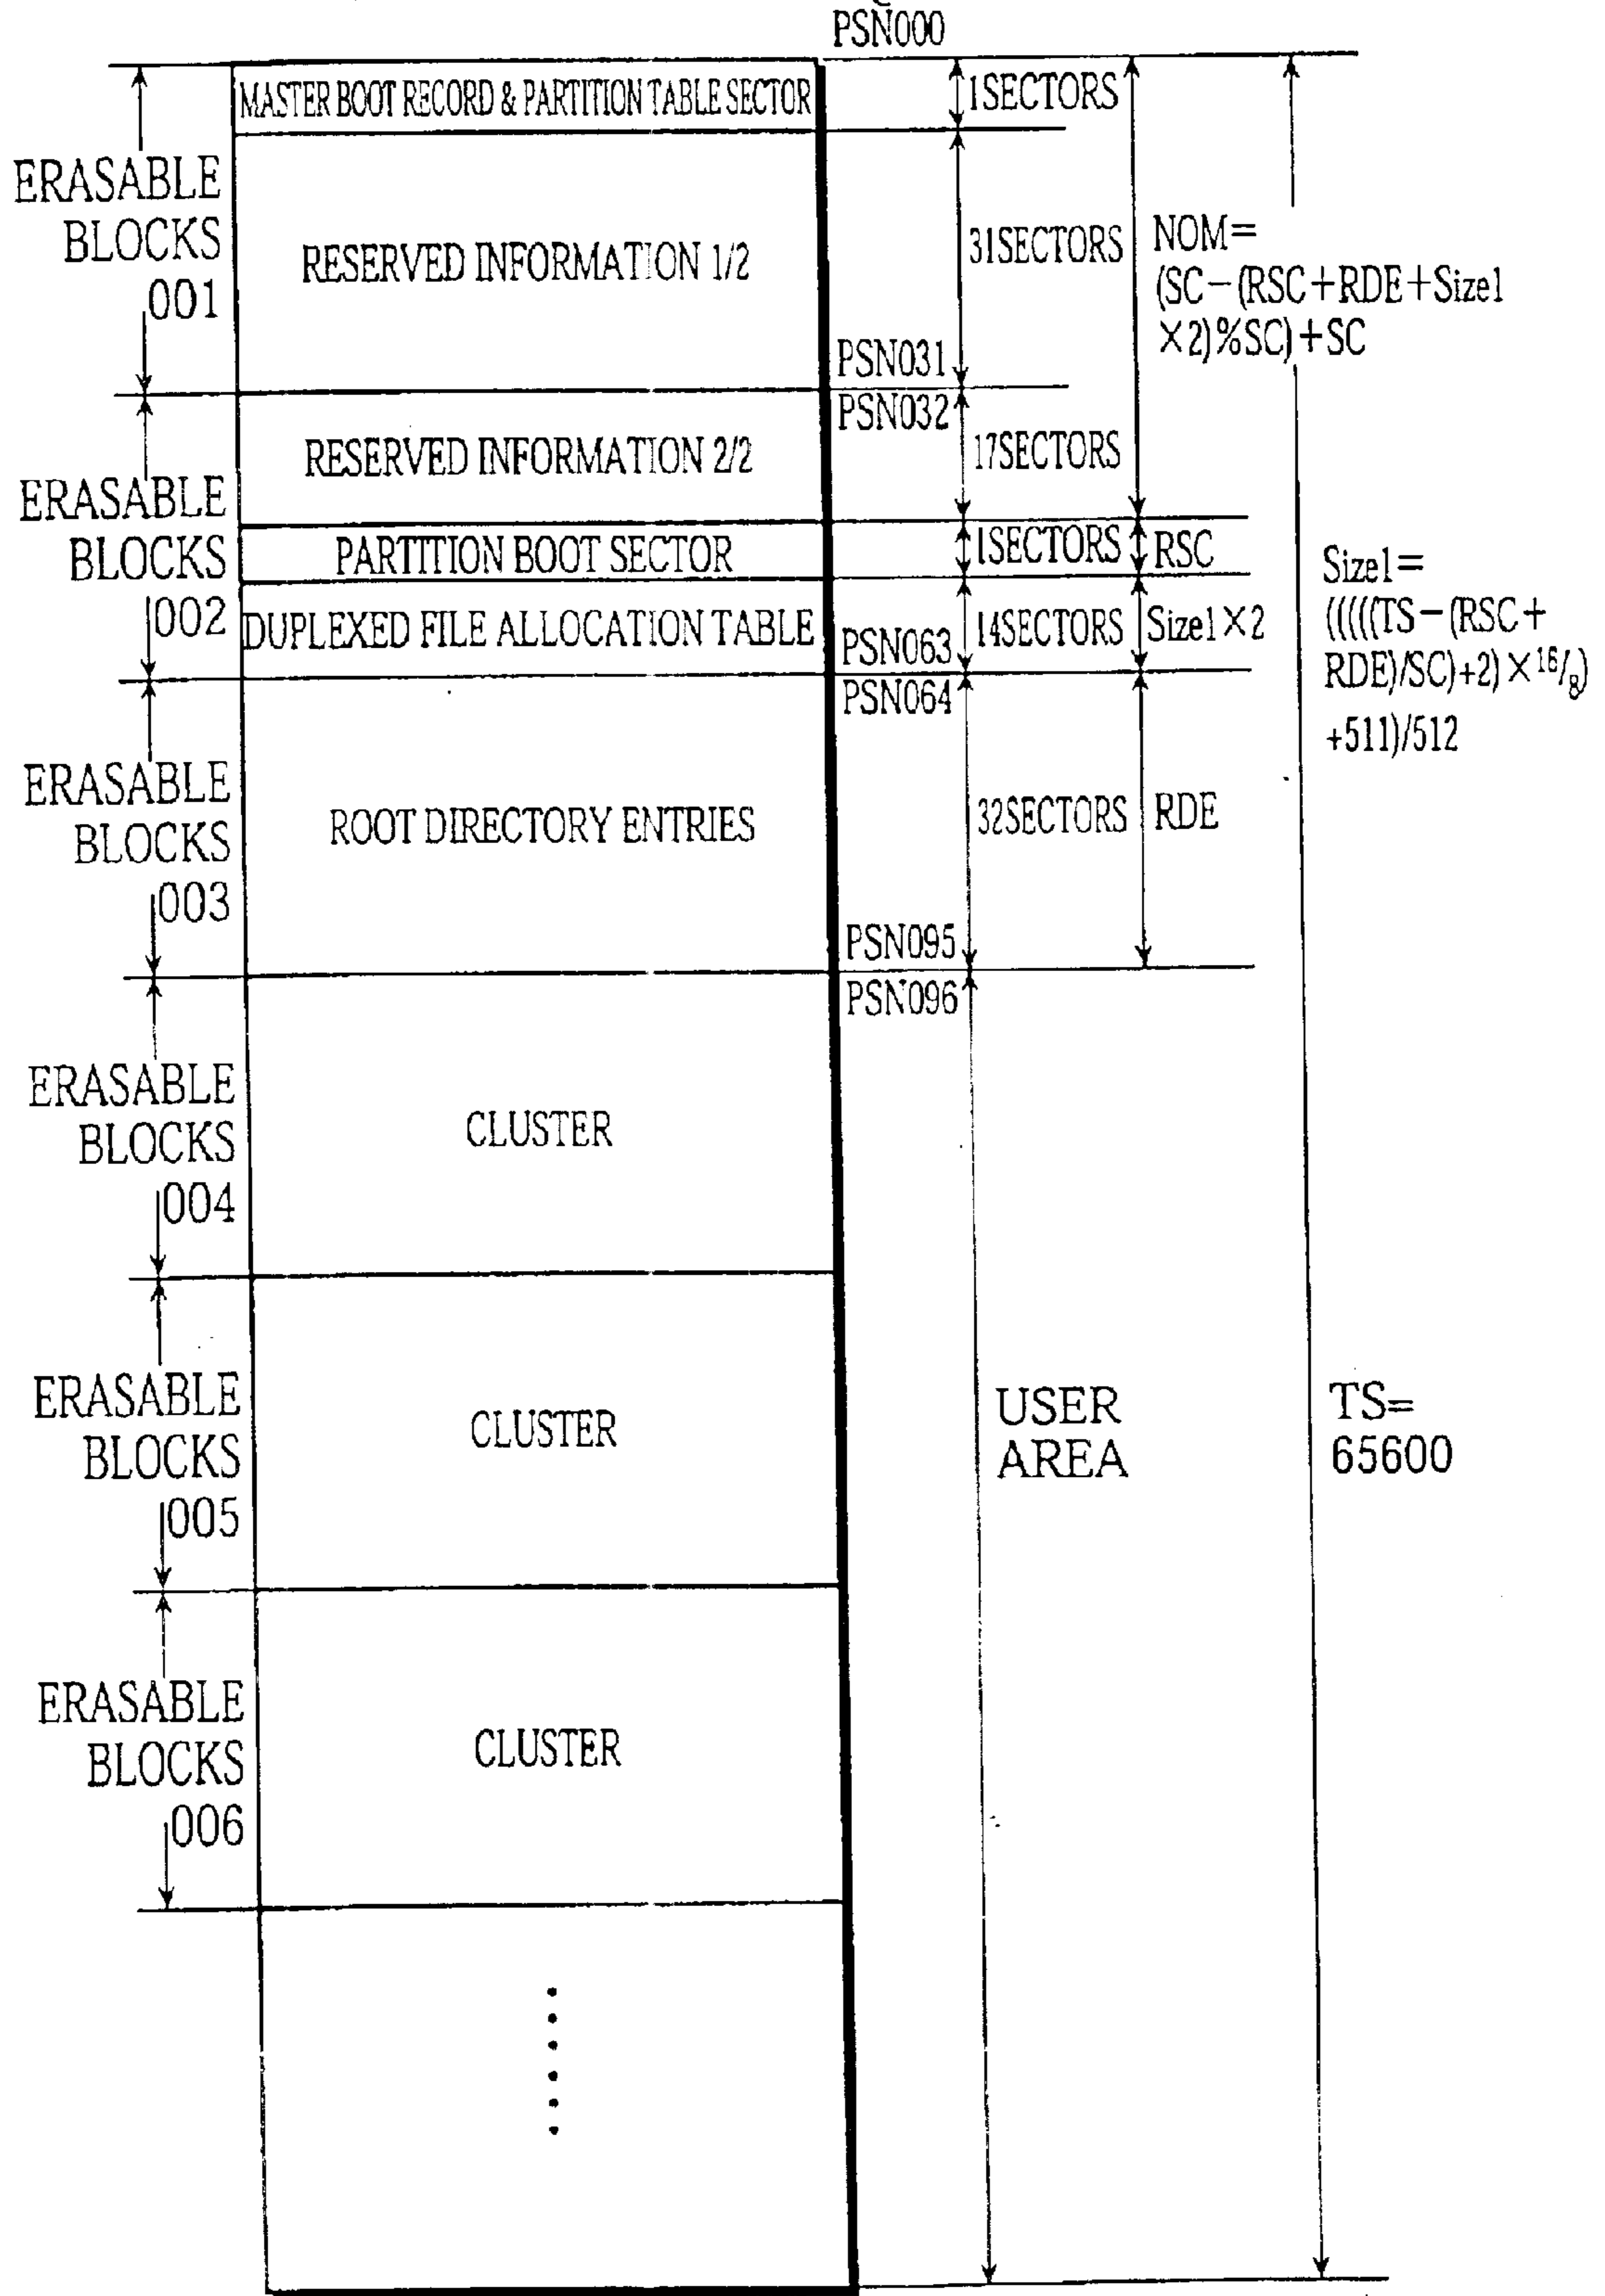 PSN000
MASTER BOOT RECORD & PARTITION TABLE SECTOR
1SECTORS
ERASABLE
BLOCKS
001
RESERVED INFORMATION 1/2
31SECTORS
NOM=
(SC-(RSC+RDE+Size1
×2)%SC)+SC
PSN031
PSN032
ERASABLE
BLOCKS
002
RESERVED INFORMATION 2/2
17SECTORS
PARTITION BOOT SECTOR
1SECTORS
RSC
DUPLEXED FILE ALLOCATION TABLE
PSN063
14SECTORS
Size1×2
Size1=
(((((TS-(RSC+
RDE)/SC)+2)×16/8)
+511)/512
PSN064
ERASABLE
BLOCKS
003
ROOT DIRECTORY ENTRIES
32SECTORS
RDE
PSN095
PSN096
ERASABLE
BLOCKS
004
CLUSTER
ERASABLE
BLOCKS
005
CLUSTER
USER
AREA
TS=
65600
ERASABLE
BLOCKS
006
CLUSTER